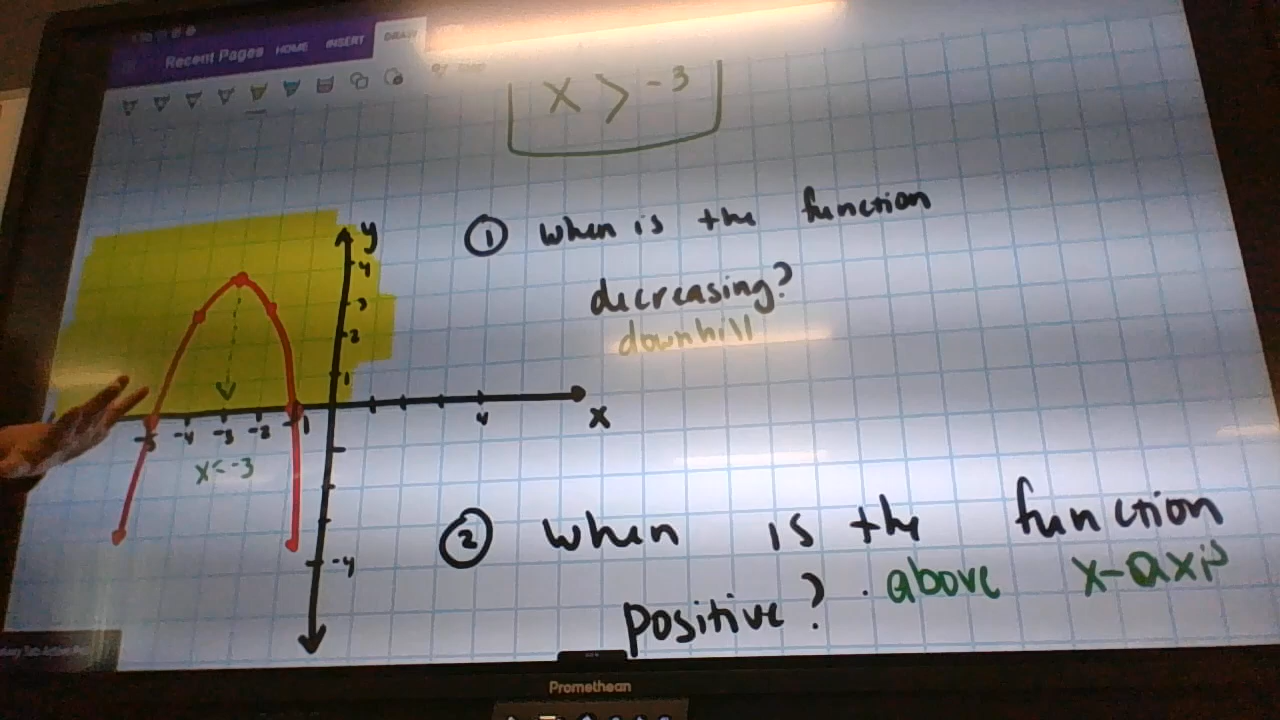 Recent Pages HOME INSERT DRAW
x > -3
① when is the function
decreasing?
downhill
y
4
3
2
1
-5 -4 -3 -2 -1
4
x
x < -3
-4
② when is the function
positive? · above x-axis
Promethean